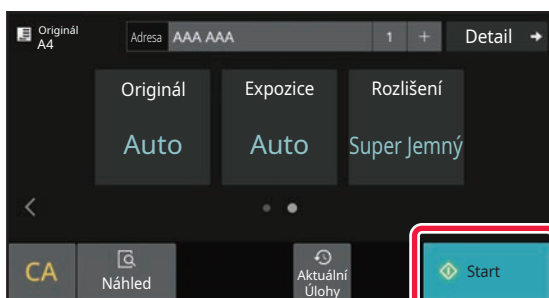 Originál
A4
Adresa AAA AAA 1 + Detail
Originál Expozice Rozlišení
Auto Auto Super Jemný
CA Náhled Aktuální Úlohy Start